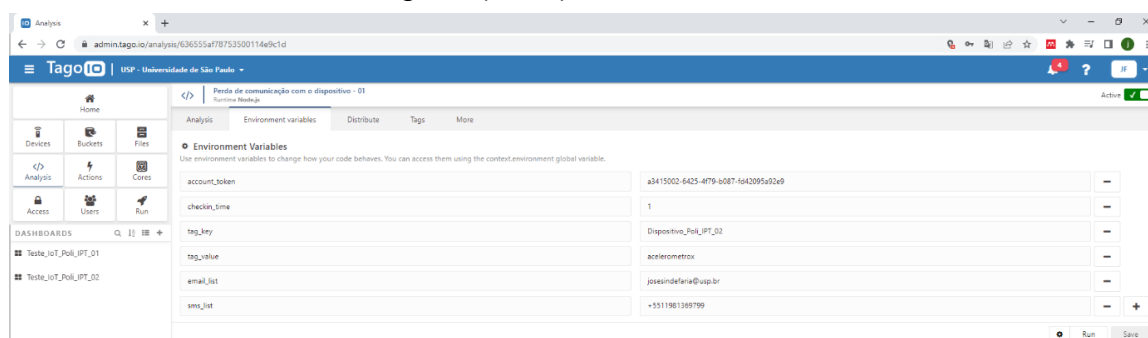 Analysis
admin.tago.io/analysis/636555af78753500114e9c1d
TagoIO | USP - Universidade de São Paulo
4
?
JF
Home
Devices Buckets Files
Analysis Actions Cores
Access Users Run
DASHBOARDS
Teste_IoT_Poli_IPT_01
Teste_IoT_Poli_IPT_02
</> Perda de comunicação com o dispositivo - 01
Runtime Node.js
Active
Analysis Environment variables Distribute Tags More
Environment Variables
Use environment variables to change how your code behaves. You can access them using the context.environment global variable.
account_token a3415002-6425-4f79-b087-fd42095a92e9
checkin_time 1
tag_key Dispositivo_Poli_IPT_02
tag_value acelerometrox
email_list josesindefaria@usp.br
sms_list +5511981369799
Run Save